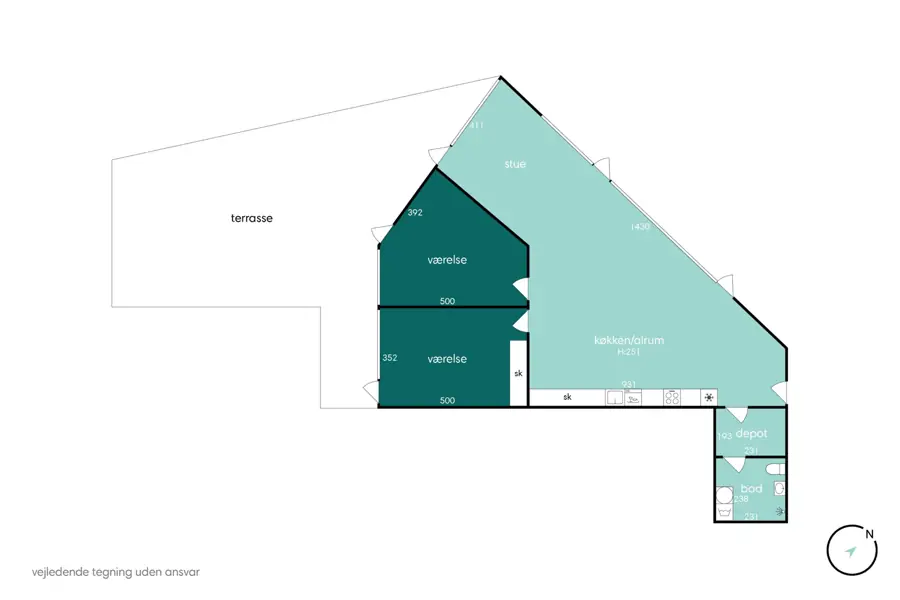 411
stue
392
1430
terrasse
værelse
500
køkken/alrum
H:251
352
værelse
500
sk
931
sk
193
depot
231
bod
238
231
N
vejledende tegning uden ansvar